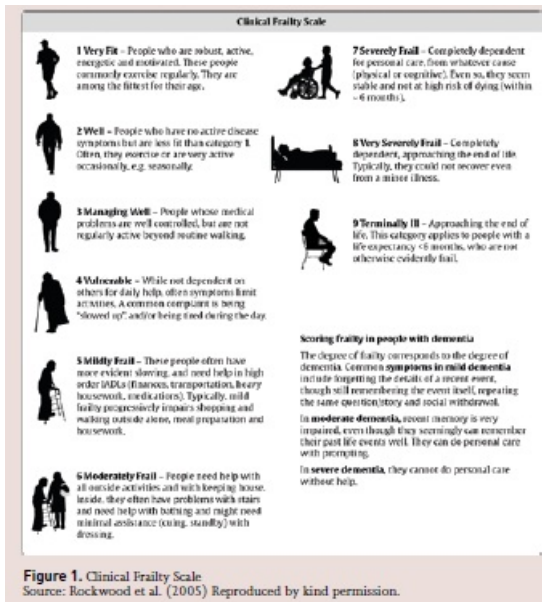 Clinical Frailty Scale
1 Very Fit – People who are robust, active,
energetic and motivated. These people
commonly exercise regularly. They are
among the fittest for their age.
2 Well – People who have no active disease
symptoms but are less fit than category 1.
Often, they exercise or are very active
occasionally, e.g. seasonally.
3 Managing Well – People whose medical
problems are well controlled, but are not
regularly active beyond routine walking.
4 Vulnerable – While not dependent on
others for daily help, often symptoms limit
activities. A common complaint is being
"slowed up", and/or being tired during the day.
5 Mildly Frail – These people often have
more evident slowing, and need help in high
order IADLs (finances, transportation, heavy
housework, medications). Typically, mild
frailty progressively impairs shopping and
walking outside alone, meal preparation and
housework.
6 Moderately Frail – People need help with
all outside activities and with keeping house.
Inside, they often have problems with stairs
and need help with bathing and might need
minimal assistance (cuing, standby) with
dressing.
7 Severely Frail – Completely dependent
for personal care, from whatever cause
(physical or cognitive). Even so, they seem
stable and not at high risk of dying (within
~ 6 months).
8 Very Severely Frail – Completely
dependent, approaching the end of life.
Typically, they could not recover even
from a minor illness.
9 Terminally Ill – Approaching the end of
life. This category applies to people with a
life expectancy <6 months, who are not
otherwise evidently frail.
Scoring frailty in people with dementia
The degree of frailty corresponds to the degree of
dementia. Common symptoms in mild dementia
include forgetting the details of a recent event,
though still remembering the event itself, repeating
the same question/story and social withdrawal.
In moderate dementia, recent memory is very
impaired, even though they seemingly can remember
their past life events well. They can do personal care
with prompting.
In severe dementia, they cannot do personal care
without help.
Figure 1. Clinical Frailty Scale
Source: Rockwood et al. (2005) Reproduced by kind permission.